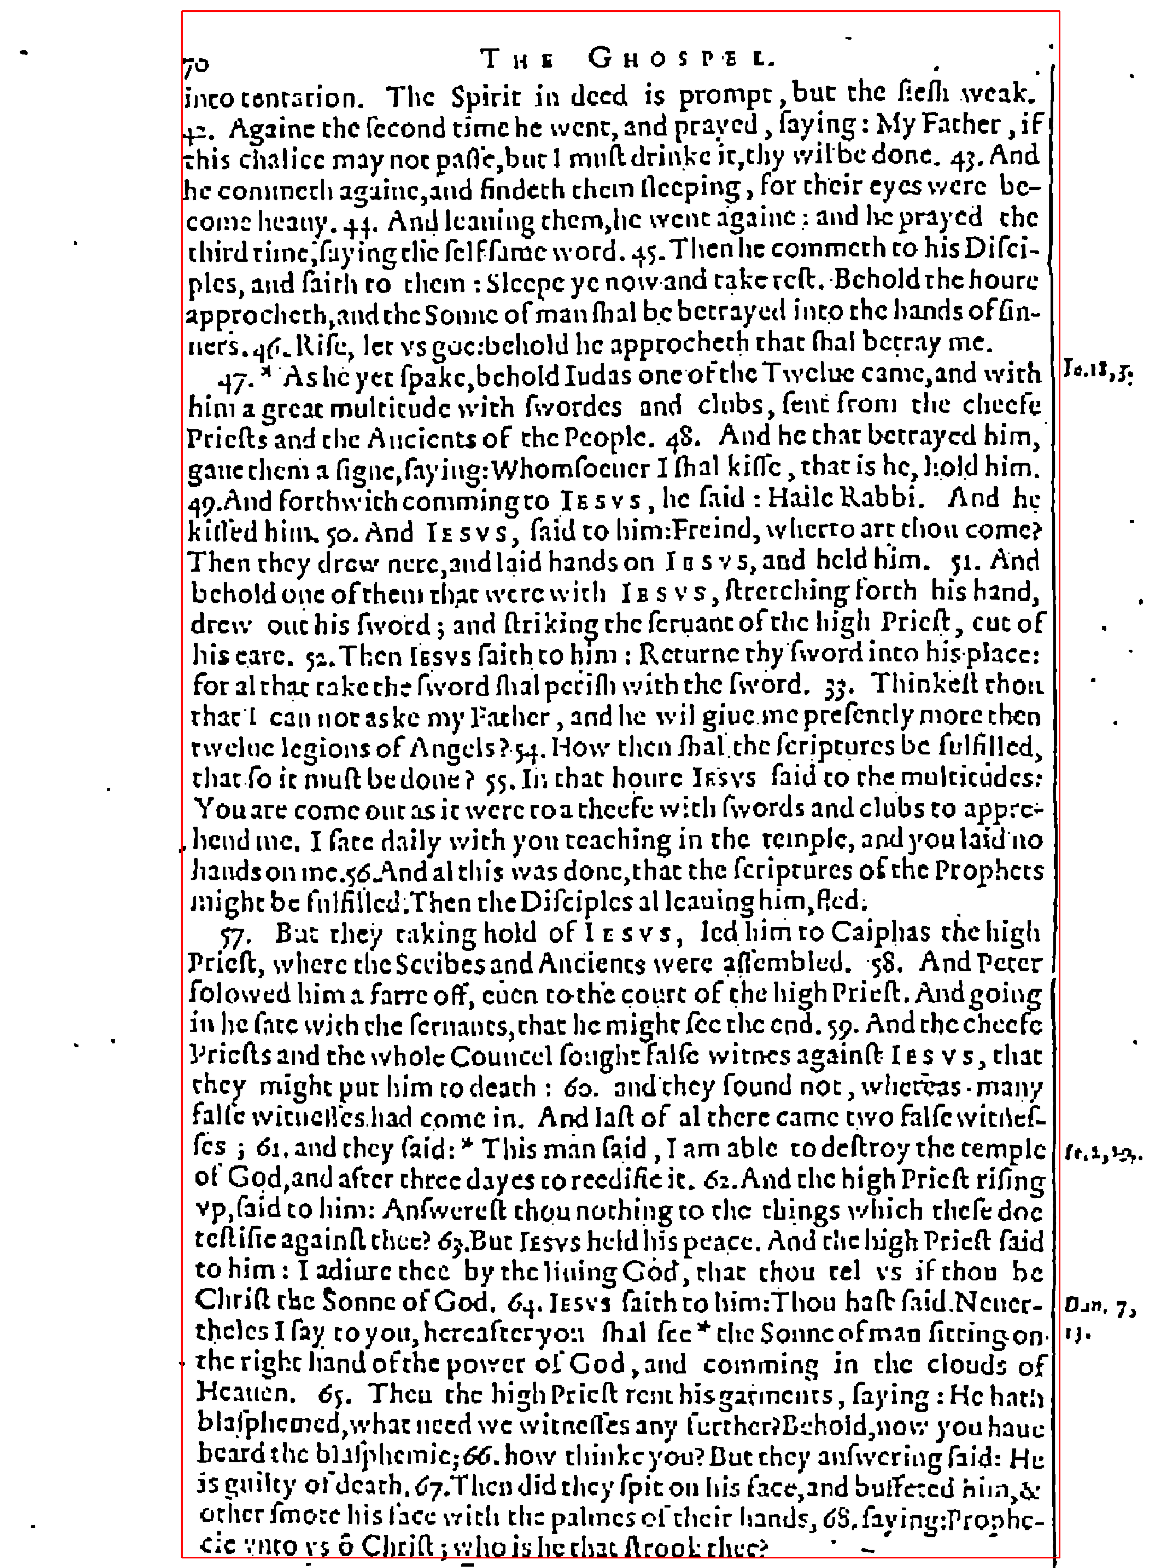 70 THE GHOSPEL.
into tentation. The Spirit in deed is prompt, but the flesh weak.
42. Againe the ſecond time he went, and prayed, ſaying: My Father, if
this chalice may not paſſe, but I muſt drinke it, thy wil be done. 43. And
he commeth againe, and findeth them ſleeping, for their eyes were be-
come heauy. 44. And leauing them, he went againe: and he prayed the
third time, ſaying the ſelf ſame word. 45. Then he commeth to his Diſci-
ples, and ſaith to them: Sleepe ye now and take reſt. Behold the houre
approcheth, and the Sonne of man ſhal be betrayed into the hands of ſin-
ners. 46. Riſe, let vs goe: behold he approcheth that ſhal betray me.
47. * As he yet ſpake, behold Iudas one of the Twelue came, and with
Io. 18, 3.
him a great multitude with ſwordes and clubs, ſent from the cheefe
Prieſts and the Ancients of the People. 48. And he that betrayed him,
gaue them a ſigne, ſaying: Whomſoeuer I ſhal kiſſe, that is he, hold him.
49. And forthwith comming to IESVS, he ſaid: Haile Rabbi. And he
kiſſed him. 50. And IESVS, ſaid to him: Freind, wherto art thou come?
Then they drew nere, and laid hands on IESVS, and held him. 51. And
behold one of them that were with IESVS, ſtretching forth his hand,
drew out his ſword; and ſtriking the ſeruant of the high Prieſt, cut of
his eare. 52. Then IESVS ſaith to him: Returne thy ſword into his place:
for al that take the ſword ſhal periſh with the ſword. 53. Thinkeſt thou
that I can not aske my Father, and he wil giue me preſently more then
twelue legions of Angels? 54. How then ſhal the ſcriptures be fulfilled,
that ſo it muſt be done? 55. In that houre IESVS ſaid to the multitudes:
You are come out as it were to a theefe with ſwords and clubs to appre-
hend me. I ſate daily with you teaching in the temple, and you laid no
hands on me. 56. And al this was done, that the ſcriptures of the Prophets
might be fulfilled. Then the Diſciples al leauing him, fled.
57. But they taking hold of IESVS, led him to Caiphas the high
Prieſt, where the Scribes and Ancients were aſſembled. 58. And Peter
folowed him a farre off, euen to the court of the high Prieſt. And going
in he ſate with the ſeruants, that he might ſee the end. 59. And the cheefe
Prieſts and the whole Councel ſought falſe witnes againſt IESVS, that
they might put him to death: 60. and they found not, whereas many
falſe witneſſes had come in. And laſt of al there came two falſe witneſ-
ſes; 61. and they ſaid: * This man ſaid, I am able to deſtroy the temple
Io. 2, 19.
of God, and after three dayes to reedifie it. 62. And the high Prieſt riſing
vp, ſaid to him: Anſwereſt thou nothing to the things which theſe doe
teſtifie againſt thee? 63. But IESVS held his peace. And the high Prieſt ſaid
to him: I adiure thee by the liuing God, that thou tel vs if thou be
Chriſt the Sonne of God. 64. IESVS ſaith to him: Thou haſt ſaid. Neuer-
Dan. 7,
theles I ſay to you, hereafter you ſhal ſee * the Sonne of man ſitting on
13.
the right hand of the power of God, and comming in the clouds of
Heauen. 65. Then the high Prieſt rent his garments, ſaying: He hath
blaſphemed, what need we witneſſes any further? Behold, now you haue
heard the blaſphemie; 66. how thinke you? But they anſwering ſaid: He
is guilty of death. 67. Then did they ſpit on his face, and buffeted him, &
other ſmote his face with the palmes of their hands, 68. ſaying: Prophe-
cie vnto vs ô Chriſt; who is he that ſtrook thee?